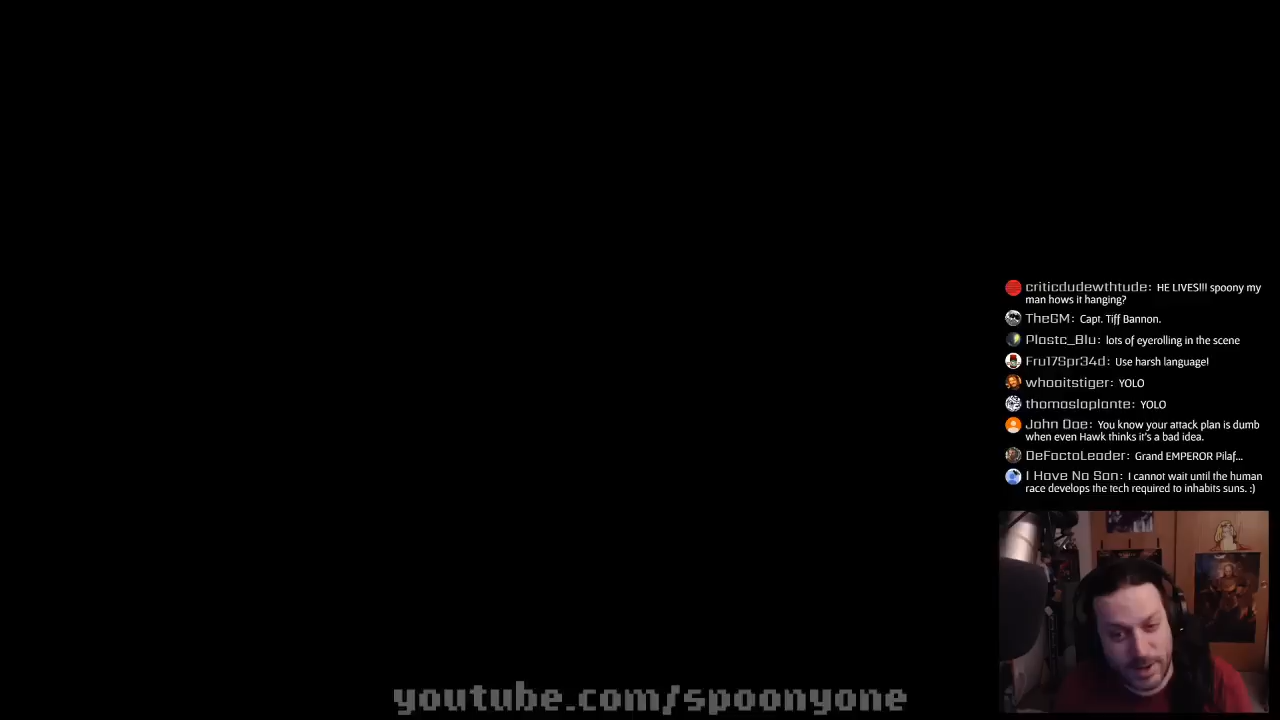 criticdudewthtude: HE LIVES!!! spoony my
man hows it hanging?
TheGM: Capt. Tiff Bannon.
Plastc_Blu: lots of eyerolling in the scene
Fru17Spr34d: Use harsh language!
whoaitstiger: YOLO
thomaslaplante: YOLO
John Doe: You know your attack plan is dumb
when even Hawk thinks it's a bad idea.
DeFactoLeader: Grand EMPEROR Pilaf...
I Have No Son: I cannot wait until the human
race develops the tech required to inhabits suns. :)
youtube.com/spoonyone